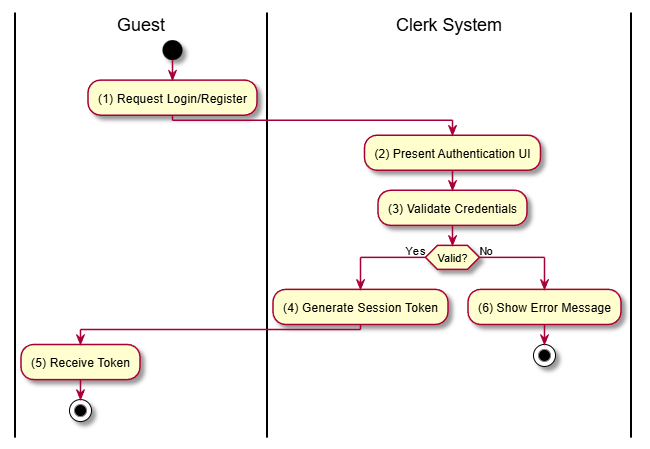 Guest
Clerk System
(1) Request Login/Register
(2) Present Authentication UI
(3) Validate Credentials
Yes
Valid?
No
(4) Generate Session Token
(6) Show Error Message
(5) Receive Token